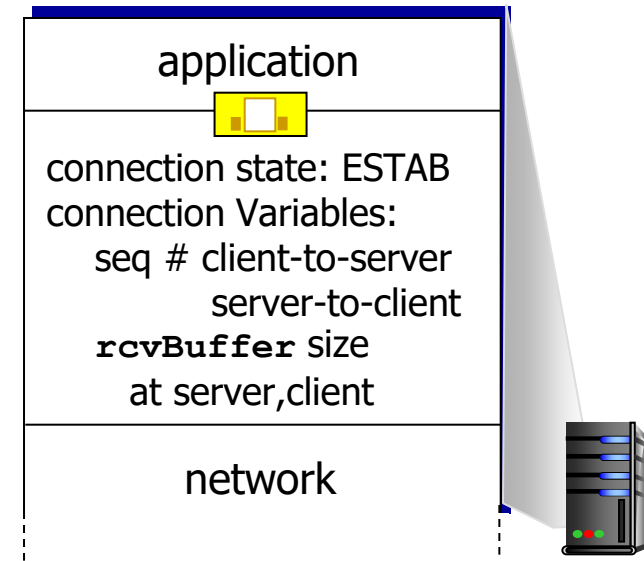 application
connection state: ESTAB
connection Variables:
seq # client-to-server
server-to-client
rcvBuffer size
at server,client
network